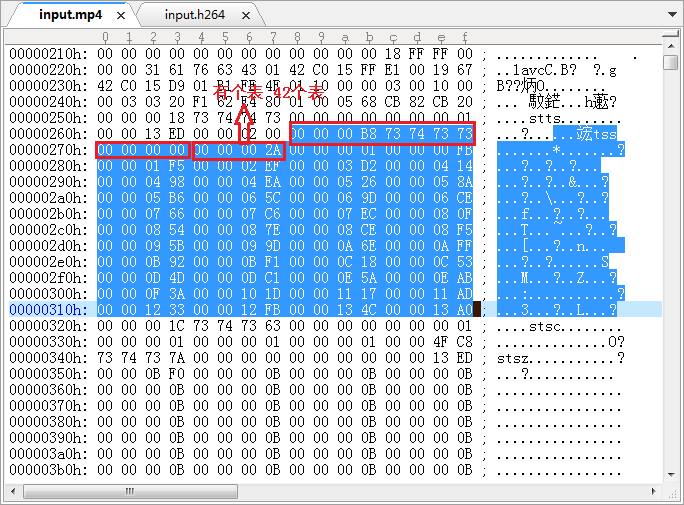 input.mp4 input.h264
0 1 2 3 4 5 6 7 8 9 a b c d e f
00000210h: 00 00 00 00 00 00 00 00 00 00 00 00 18 FF FF 00 ;
00000220h: 00 00 31 61 76 63 43 01 42 C0 15 FF E1 00 19 67 ; ..1avcC.B? ?.g
00000230h: 42 C0 15 D9 01 00 00 03 00 10 00 ;
有个表 42个表
00000240h: 00 03 03 20 F1 62 00 05 68 CB 82 CB 20 ;
00000250h: 00 00 00 18 73 74 74 73 00 00 00 00 00 00 00 01 ; ....stts........
00000260h: 00 00 13 ED 00 00 02 00 00 00 00 B8 73 74 73 73 ;
00000270h: 00 00 00 00 00 00 00 2A 00 00 00 01 00 00 00 FB ; .......*.......?
00000280h: 00 00 01 F5 00 00 02 EF 00 00 03 D2 00 00 04 14 ;
00000290h: 00 00 04 98 00 00 04 EA 00 00 05 26 00 00 05 8A ;
000002a0h: 00 00 05 B6 00 00 06 5C 00 00 06 9D 00 00 06 CE ;
000002b0h: 00 00 07 66 00 00 07 C6 00 00 07 EC 00 00 08 0F ;
000002c0h: 00 00 08 54 00 00 08 7E 00 00 08 CE 00 00 08 F5 ;
000002d0h: 00 00 09 5B 00 00 09 9D 00 00 0A 6E 00 00 0A FF ;
000002e0h: 00 00 0B 92 00 00 0B F1 00 00 0C 18 00 00 0C 53 ;
000002f0h: 00 00 0D 4D 00 00 0D C1 00 00 0E 5A 00 00 0E AB ;
00000300h: 00 00 0F 3A 00 00 10 1D 00 00 11 17 00 00 11 AD ;
00000310h: 00 00 12 33 00 00 12 FB 00 00 13 4C 00 00 13 A0 ;
00000320h: 00 00 00 1C 73 74 73 63 00 00 00 00 00 00 00 01 ; ....stsc........
00000330h: 00 00 00 01 00 00 00 01 00 00 00 01 00 00 4F C8 ; ..............O?
00000340h: 73 74 73 7A 00 00 00 00 00 00 00 00 00 00 13 ED ; stsz..........?
00000350h: 00 00 0B F0 00 00 00 0B 00 00 00 0B 00 00 00 0B ; ...?............
00000360h: 00 00 00 0B 00 00 00 0B 00 00 00 0B 00 00 00 0B ; ................
00000370h: 00 00 00 0B 00 00 00 0B 00 00 00 0B 00 00 00 0B ; ................
00000380h: 00 00 00 0B 00 00 00 0B 00 00 00 0B 00 00 00 0B ; ................
00000390h: 00 00 00 0B 00 00 00 0B 00 00 00 0B 00 00 00 0B ; ................
000003a0h: 00 00 00 0B 00 00 00 0B 00 00 00 0B 00 00 00 0B ; ................
000003b0h: 00 00 00 0B 00 00 00 0B 00 00 00 0B 00 00 00 0B ; ................